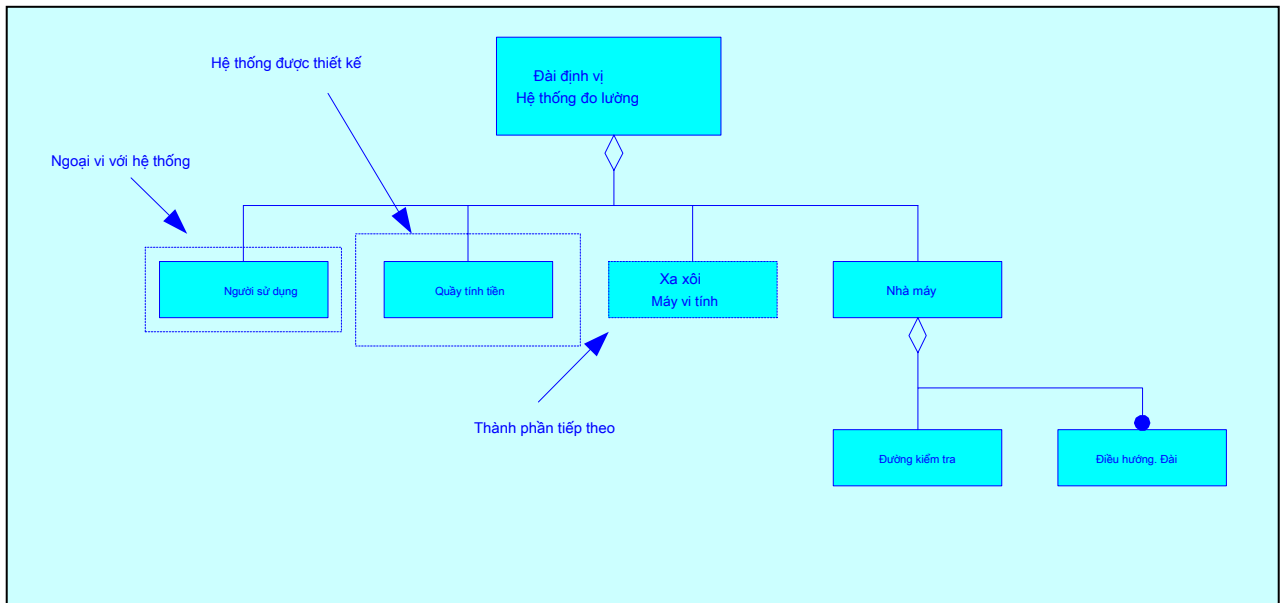 Hệ thống được thiết kế
Đài định vị
Hệ thống đo lường
Ngoại vi với hệ thống
Người sử dụng
Quầy tính tiền
Xa xôi
Máy vi tính
Nhà máy
Thành phần tiếp theo
Đường kiểm tra
Điều hướng. Đài